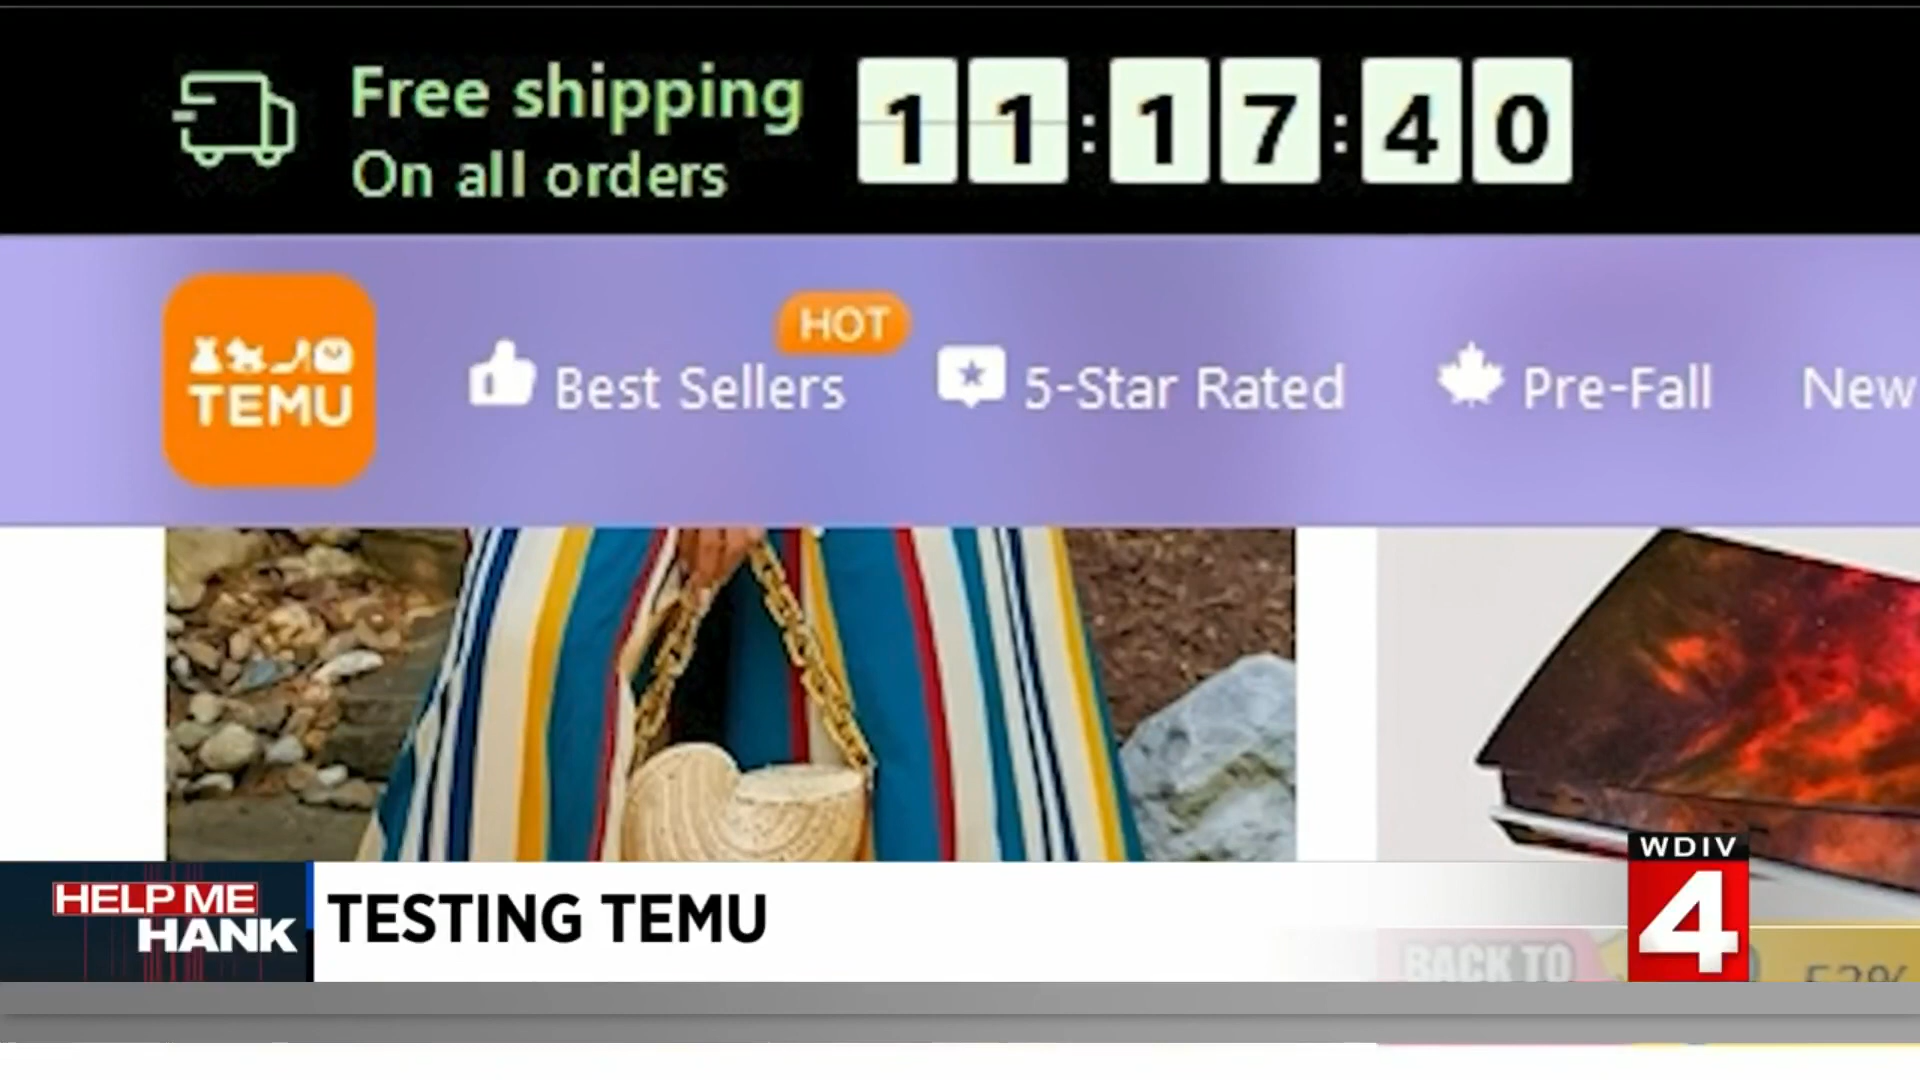 Free shipping
On all orders
11:17:40
TEMU
Best Sellers
HOT
5-Star Rated
Pre-Fall
New
HELP ME
HANK
TESTING TEMU
WDIV
4
BACK TO